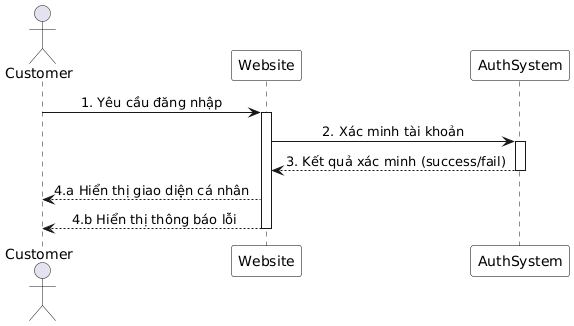 Customer
Website
AuthSystem
1. Yêu cầu đăng nhập
2. Xác minh tài khoản
3. Kết quả xác minh (success/fail)
4.a Hiển thị giao diện cá nhân
4.b Hiển thị thông báo lỗi
Customer
Website
AuthSystem